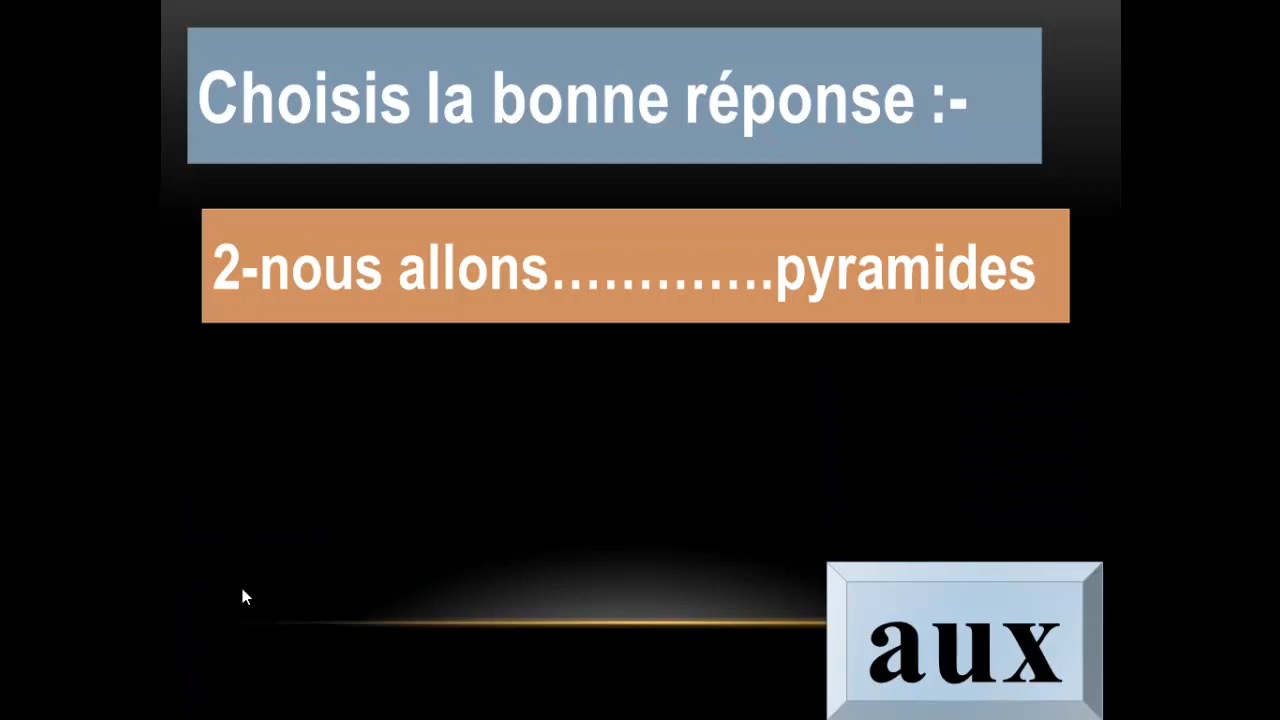 Choisis la bonne réponse :-
2-nous allons………….pyramides
aux